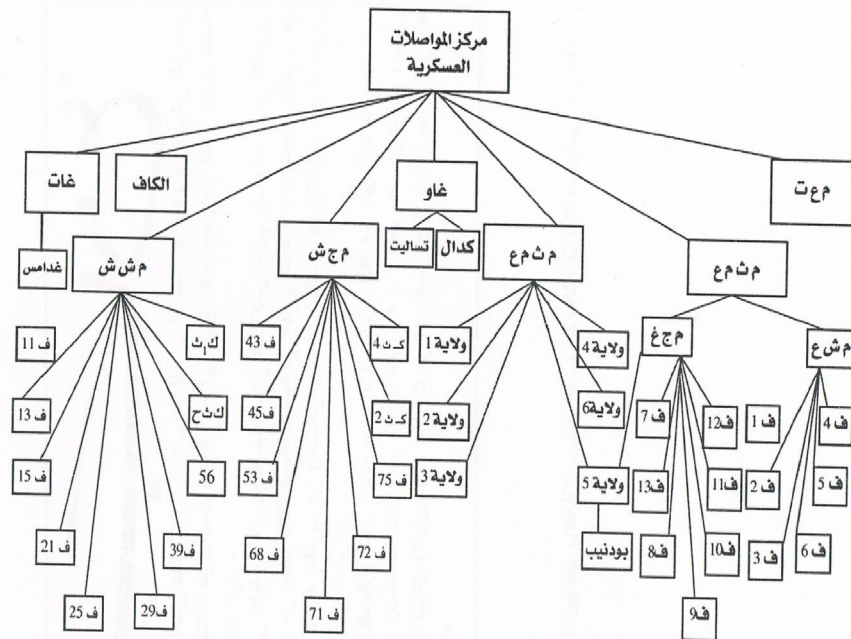 مركز المواصلات
العسكرية
م ع ت
غاو
الكاف
غات
كدال
تساليت
غدامس
م ث م ع
م ث م ع
م ج ش
م ش ش
م ش ع
م ج غ
ولاية 4
ولاية 1
ك ث 4
ف 43
ك 1 ث
ف 11
ف 4
ف 1
ف 12
ف 7
ولاية 6
ولاية 2
ك ث 2
ف 45
ك ث ح
ف 13
ف 5
ف 2
ف 11
ف 13
ولاية 5
ولاية 3
ف 75
ف 53
56
ف 15
ف 6
ف 3
ف 10
ف 8
بودنيب
ف 72
ف 68
ف 39
ف 21
ف 9
ف 71
ف 29
ف 25